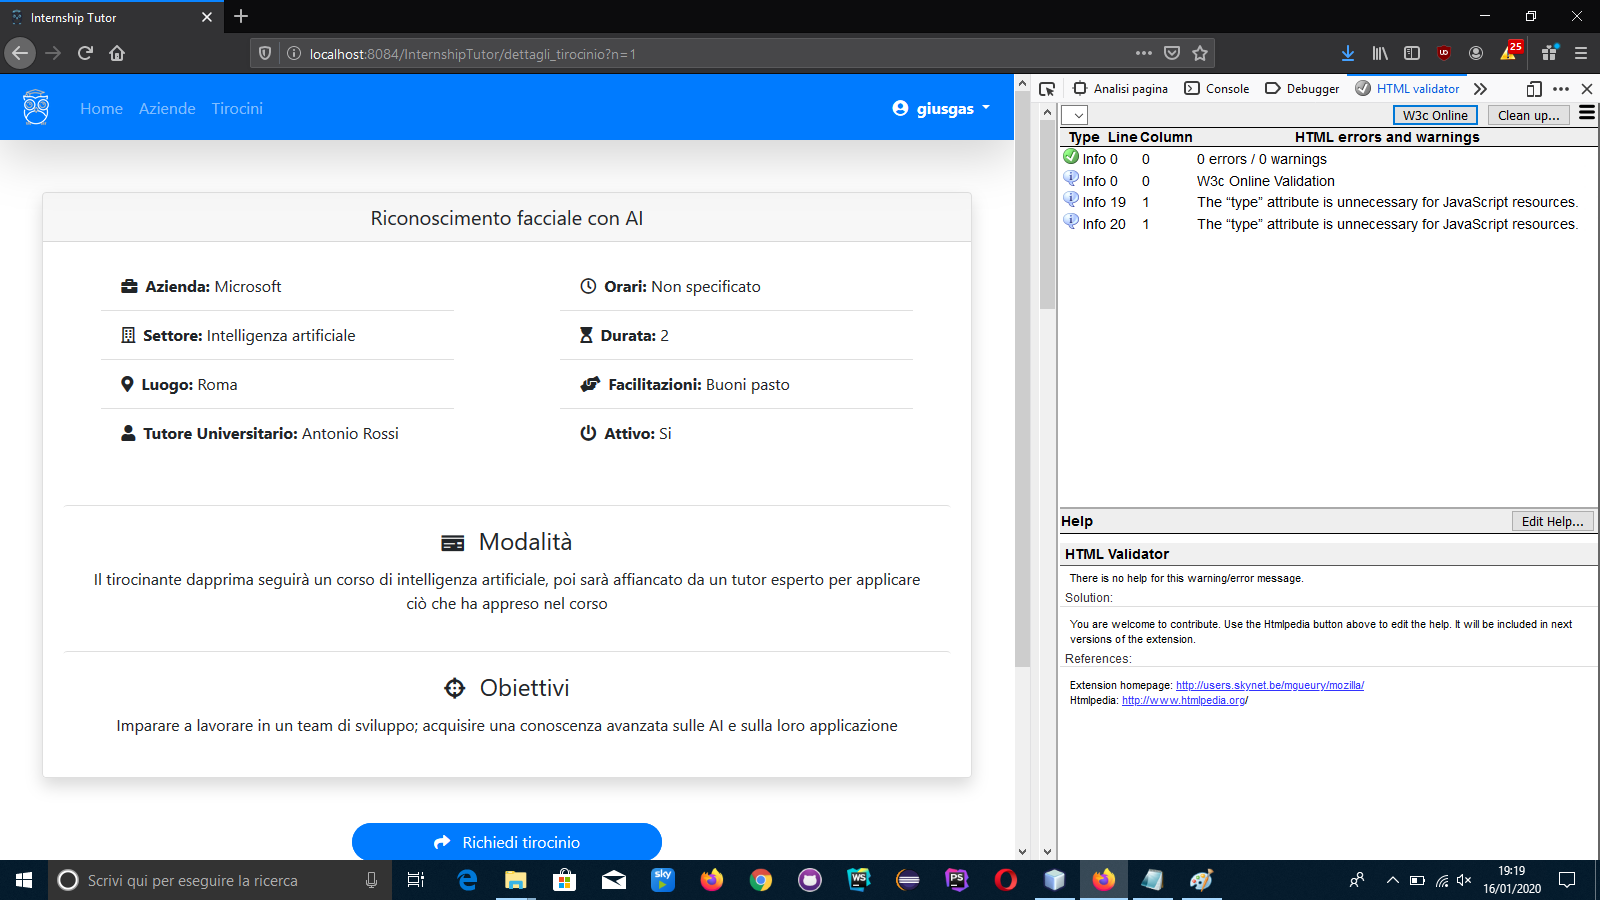 Internship Tutor
localhost:8084/InternshipTutor/dettagli_tirocinio?n=1
25
Home Aziende Tirocini
giusgas
Riconoscimento facciale con AI
Azienda: Microsoft
Orari: Non specificato
Settore: Intelligenza artificiale
Durata: 2
Luogo: Roma
Facilitazioni: Buoni pasto
Tutore Universitario: Antonio Rossi
Attivo: Si
Modalità
Il tirocinante dapprima seguirà un corso di intelligenza artificiale, poi sarà affiancato da un tutor esperto per applicare
ciò che ha appreso nel corso
Obiettivi
Imparare a lavorare in un team di sviluppo; acquisire una conoscenza avanzata sulle AI e sulla loro applicazione
Richiedi tirocinio
Analisi pagina Console Debugger HTML validator
W3c Online Clean up...
Type Line Column HTML errors and warnings
Info 0 0 0 errors / 0 warnings
Info 0 0 W3c Online Validation
Info 19 1 The “type” attribute is unnecessary for JavaScript resources.
Info 20 1 The “type” attribute is unnecessary for JavaScript resources.
Help Edit Help...
HTML Validator
There is no help for this warning/error message.
Solution:
You are welcome to contribute. Use the Htmlpedia button above to edit the help. It will be included in next
versions of the extension.
References:
Extension homepage: http://users.skynet.be/mgueury/mozilla/
Htmlpedia: http://www.htmlpedia.org/
Scrivi qui per eseguire la ricerca
sky
WS
PS
19:19
16/01/2020